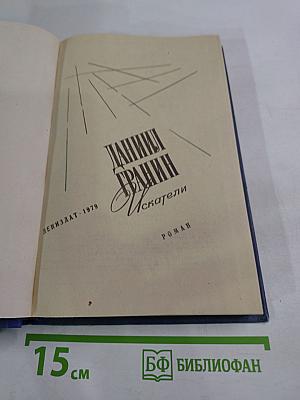 ДАНИИЛ
ГРАНИН
Искатели
ЛЕНИЗДАТ · 1979
РОМАН
15 см
БФ БИБЛИОФАН